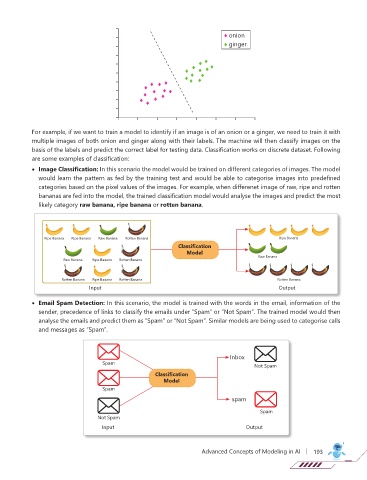 onion
ginger
For example, if we want to train a model to identify if an image is of an onion or a ginger, we need to train it with
multiple images of both onion and ginger along with their labels. The machine will then classify images on the
basis of the labels and predict the correct label for testing data. Classification works on discrete dataset. Following
are some examples of classification:
• Image Classification: In this scenario the model would be trained on different categories of images. The model
would learn the pattern as fed by the training test and would be able to categorise images into predefined
categories based on the pixel values of the images. For example, when differenet image of raw, ripe and rotten
bananas are fed into the model, the trained classification model would analyse the images and predict the most
likely category raw banana, ripe banana or rotten banana.
Ripe Banana Ripe Banana Raw Banana Rotten Banana
Ripe Banana
Classification
Model
Raw Banana Ripe Banana Rotten Banana
Raw Banana
Rotten Banana Ripe Banana Rotten Banana
Rotten Banana
Input
Output
• Email Spam Detection: In this scenario, the model is trained with the words in the email, information of the
sender, precedence of links to classify the emails under "Spam" or "Not Spam". The trained model would then
analyse the emails and predict them as "Spam" or "Not Spam". Similar models are being used to categorise calls
and messages as "Spam".
Spam
Inbox
Not Spam
Classification
Model
Spam
spam
Spam
Not Spam
Input
Output
Advanced Concepts of Modeling in AI | 193